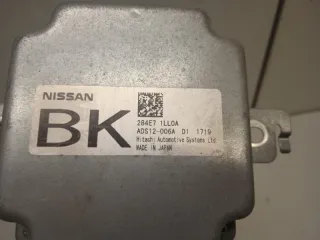 NISSAN
BK
284E7 1LL0A
ADS12-006A D1 1719
Hitachi Automotive Systems Ltd
MADE IN JAPAN